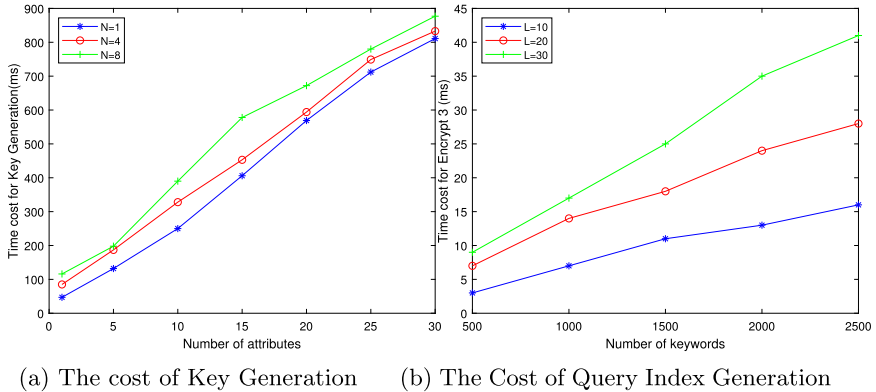 900
800
700
600
500
400
300
200
100
0
Time cost for Key Generation(ms)
N=1
N=4
N=8
0 5 10 15 20 25 30
Number of attributes
45
40
35
30
25
20
15
10
5
0
Time cost for Encrypt 3 (ms)
L=10
L=20
L=30
500 1000 1500 2000 2500
Number of keywords
(a) The cost of Key Generation
(b) The Cost of Query Index Generation